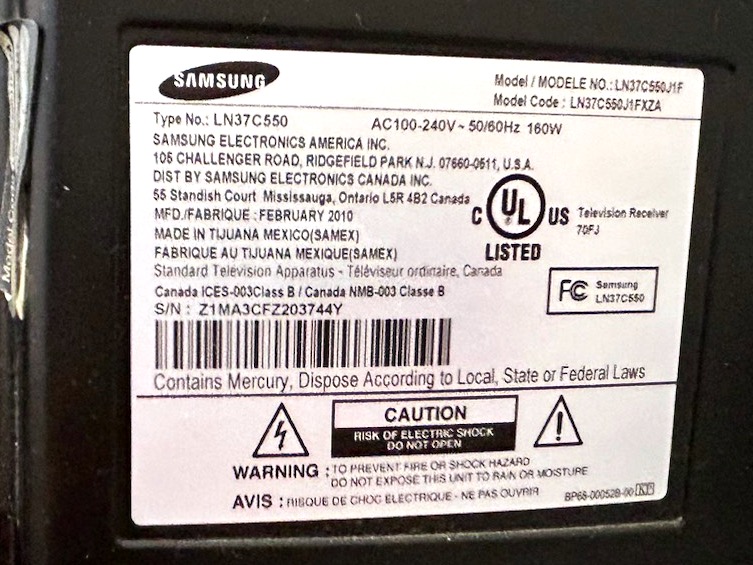 SAMSUNG
Model / MODELE NO.: LN37C550J1F
Model Code : LN37C550J1FXZA
Type No.: LN37C550 AC100-240V~ 50/60Hz 160W
SAMSUNG ELECTRONICS AMERICA INC.
105 CHALLENGER ROAD, RIDGEFIELD PARK N.J. 07660-0511, U.S.A.
DIST BY SAMSUNG ELECTRONICS CANADA INC.
55 Standish Court Mississauga, Ontario L5R 4B2 Canada
MFD./FABRIQUE : FEBRUARY 2010
MADE IN TIJUANA MEXICO(SAMEX)
FABRIQUE AU TIJUANA MEXIQUE(SAMEX)
Standard Television Apparatus - Téléviseur ordinaire, Canada
Canada ICES-003Class B / Canada NMB-003 Classe B
S/N : Z1MA3CFZ203744Y
C UL US
®
LISTED
Television Receiver
70FJ
FC Samsung
LN37C550
Contains Mercury, Dispose According to Local, State or Federal Laws
CAUTION
RISK OF ELECTRIC SHOCK
DO NOT OPEN
WARNING : TO PREVENT FIRE OR SHOCK HAZARD
DO NOT EXPOSE THIS UNIT TO RAIN OR MOISTURE
AVIS : RISQUE DE CHOC ELECTRIQUE - NE PAS OUVRIR
BP68-00052B-00